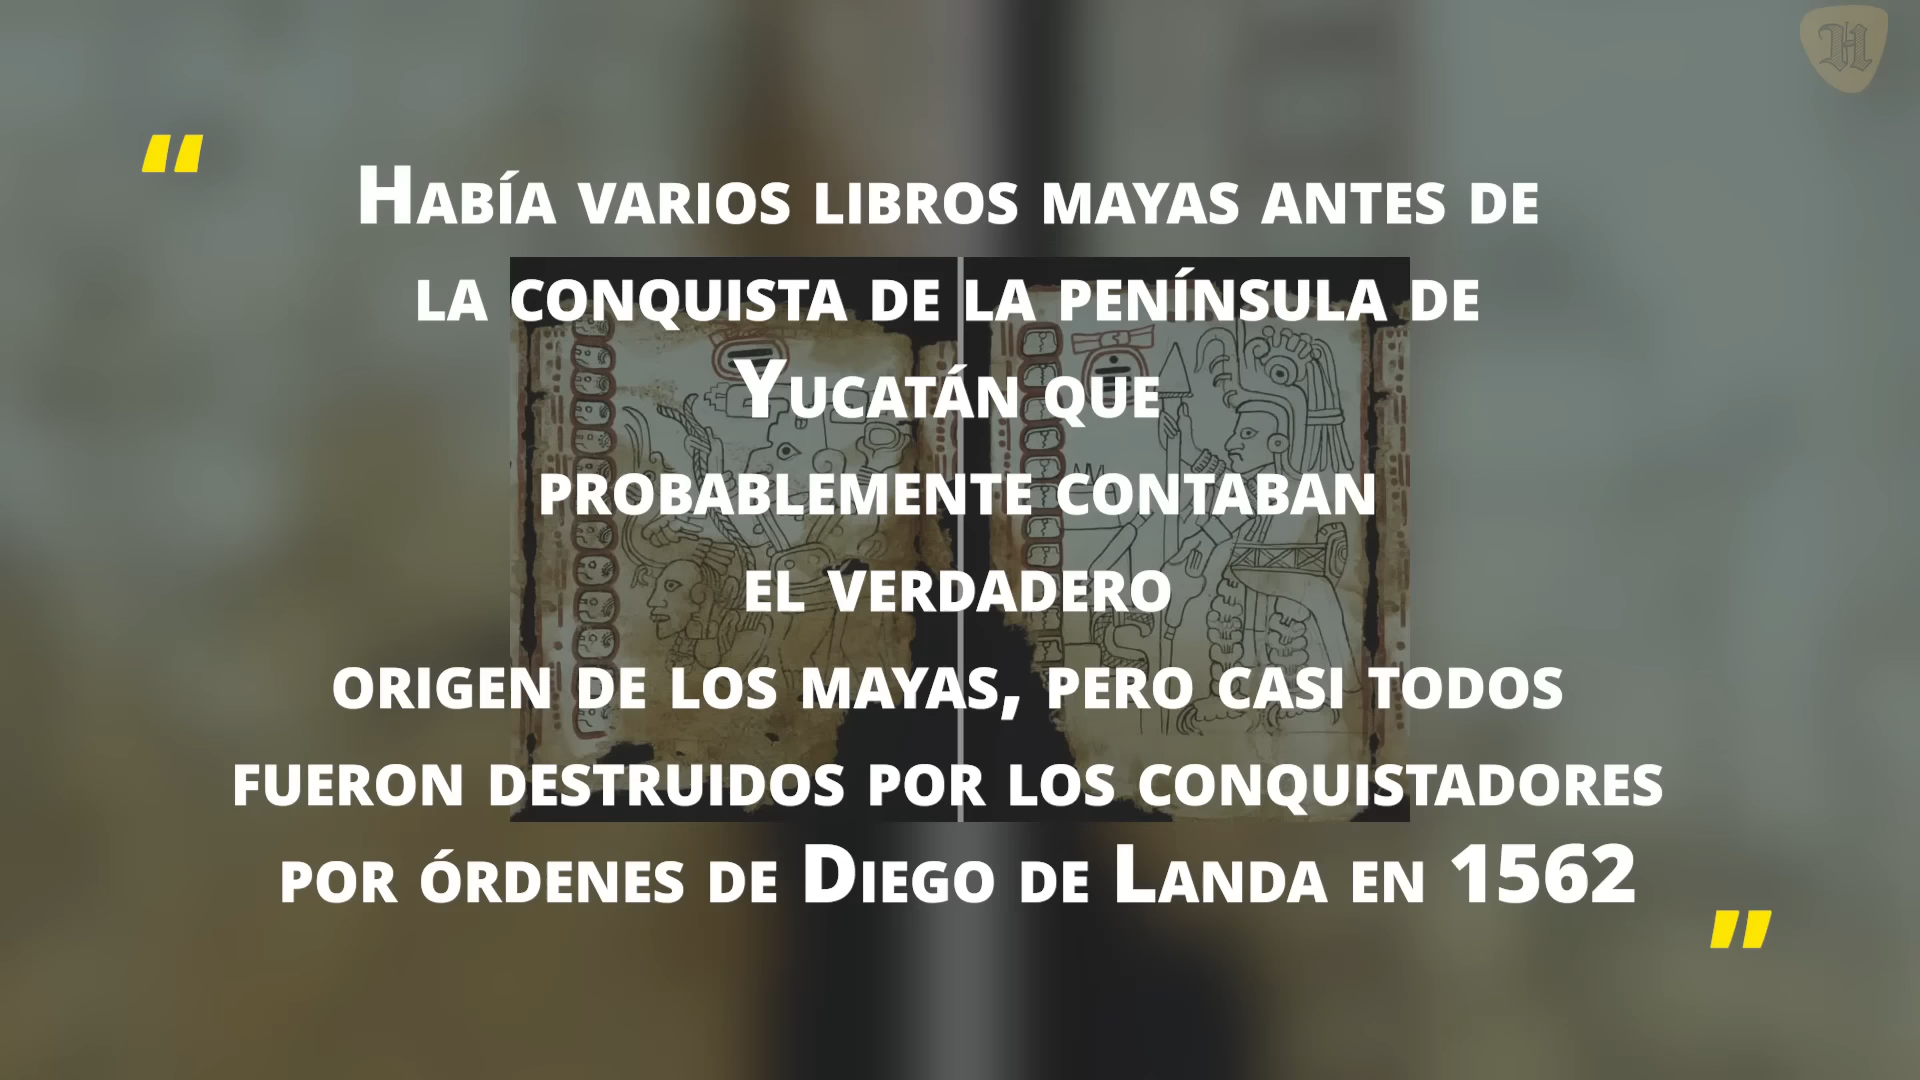 “
Había varios libros mayas antes de
la conquista de la península de
Yucatán que
probablemente contaban
el verdadero
origen de los mayas, pero casi todos
fueron destruidos por los conquistadores
por órdenes de Diego de Landa en 1562
”